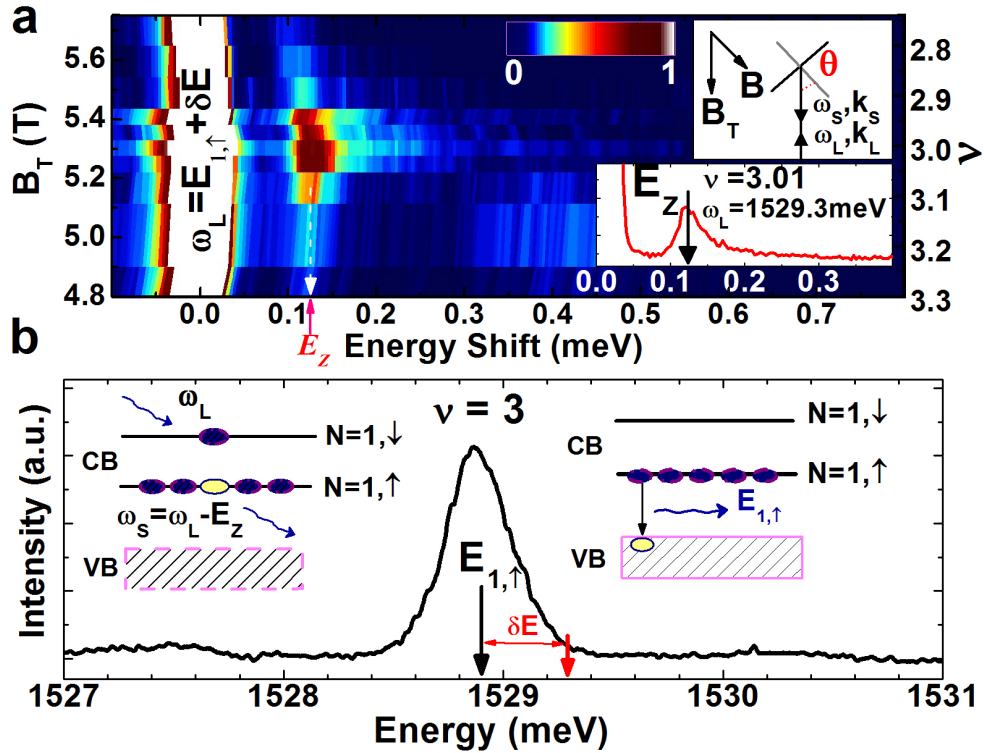 a
B_T (T)
5.75
5.6
5.4
5.2
5.0
4.8
ω_L=E_1,↑+δE
0 1
B_T
B
θ
ω_S,k_S
ω_L,k_L
E_Z
ν=3.01
ω_L=1529.3meV
0.0 0.1 0.2 0.3
2.8
2.9
3.0
3.1
3.2
3.3
ν
0.0 0.1 0.2 0.3 0.4 0.5 0.6 0.7
E_Z Energy Shift (meV)
b
Intensity (a.u.)
ω_L
CB
N=1,↓
N=1,↑
ω_S=ω_L-E_Z
VB
ν = 3
E_1,↑
δE
CB
N=1,↓
N=1,↑
E_1,↑
VB
1527 1528 1529 1530 1531
Energy (meV)